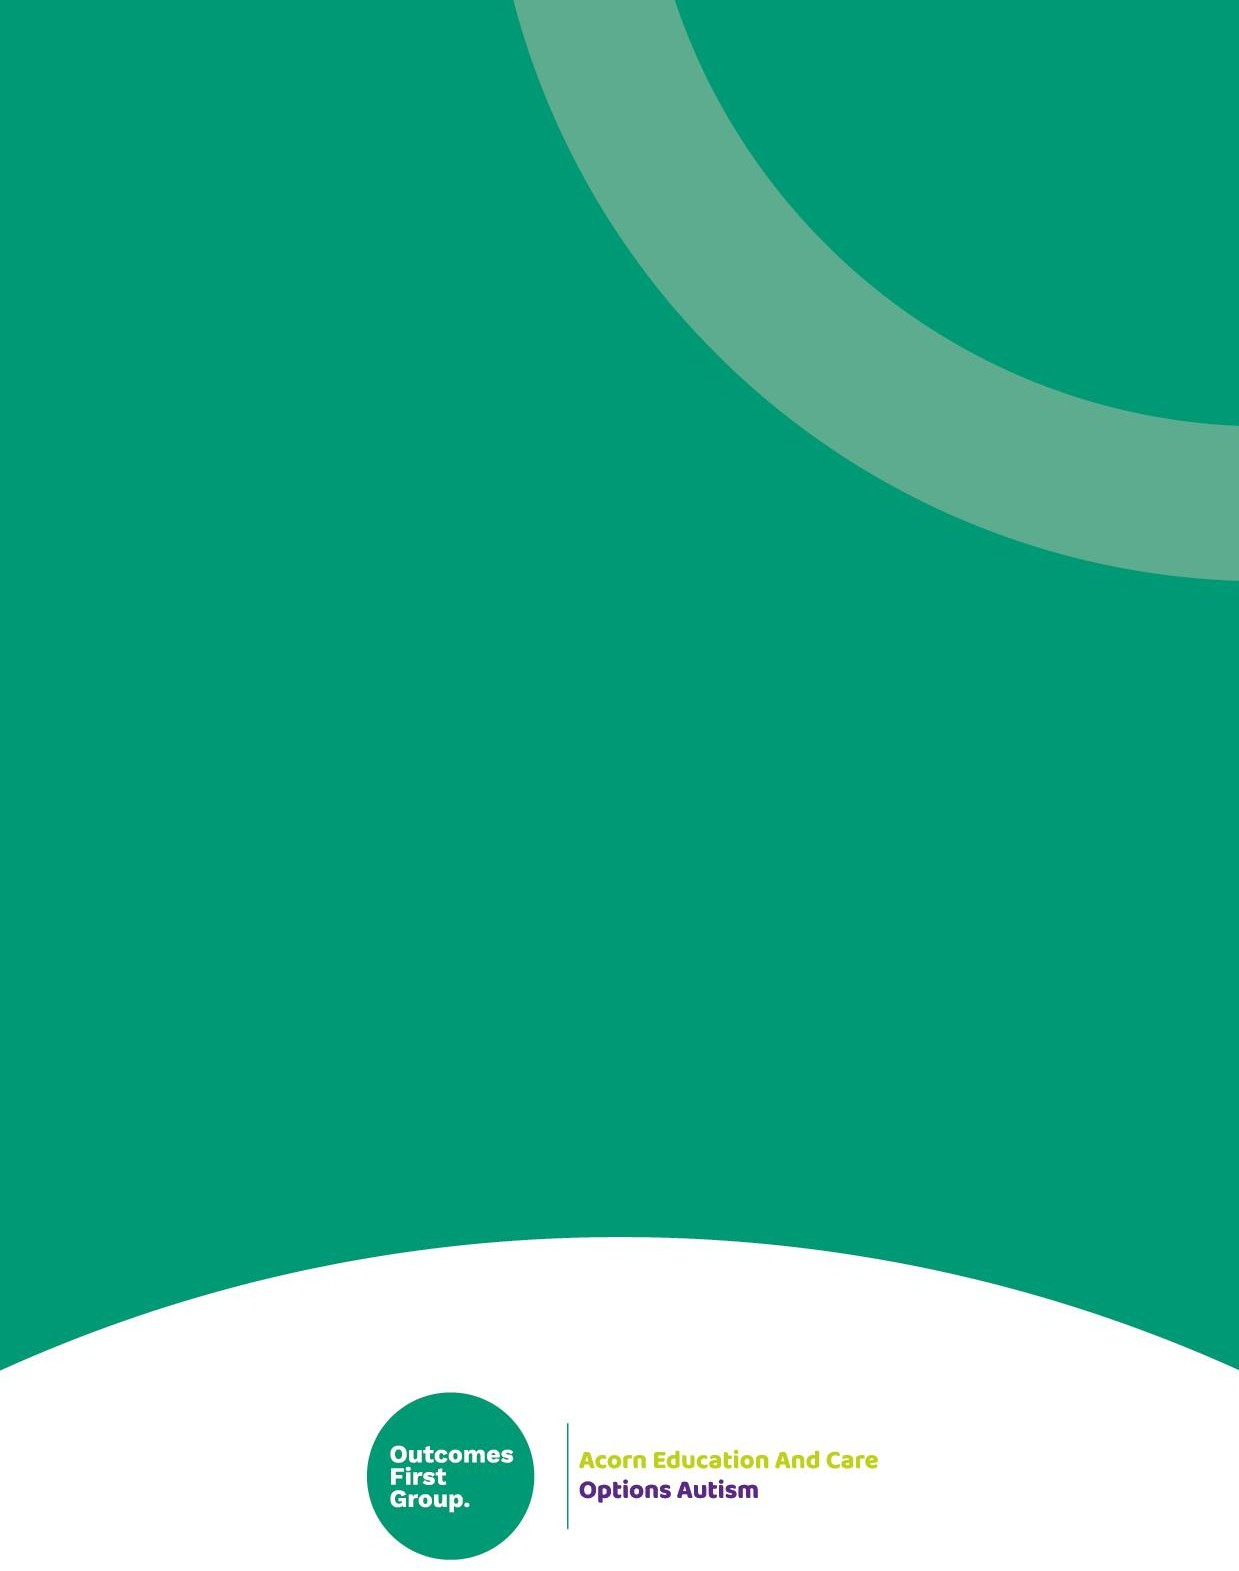 Outcomes
First
Group.
Acorn Education And Care
Options Autism